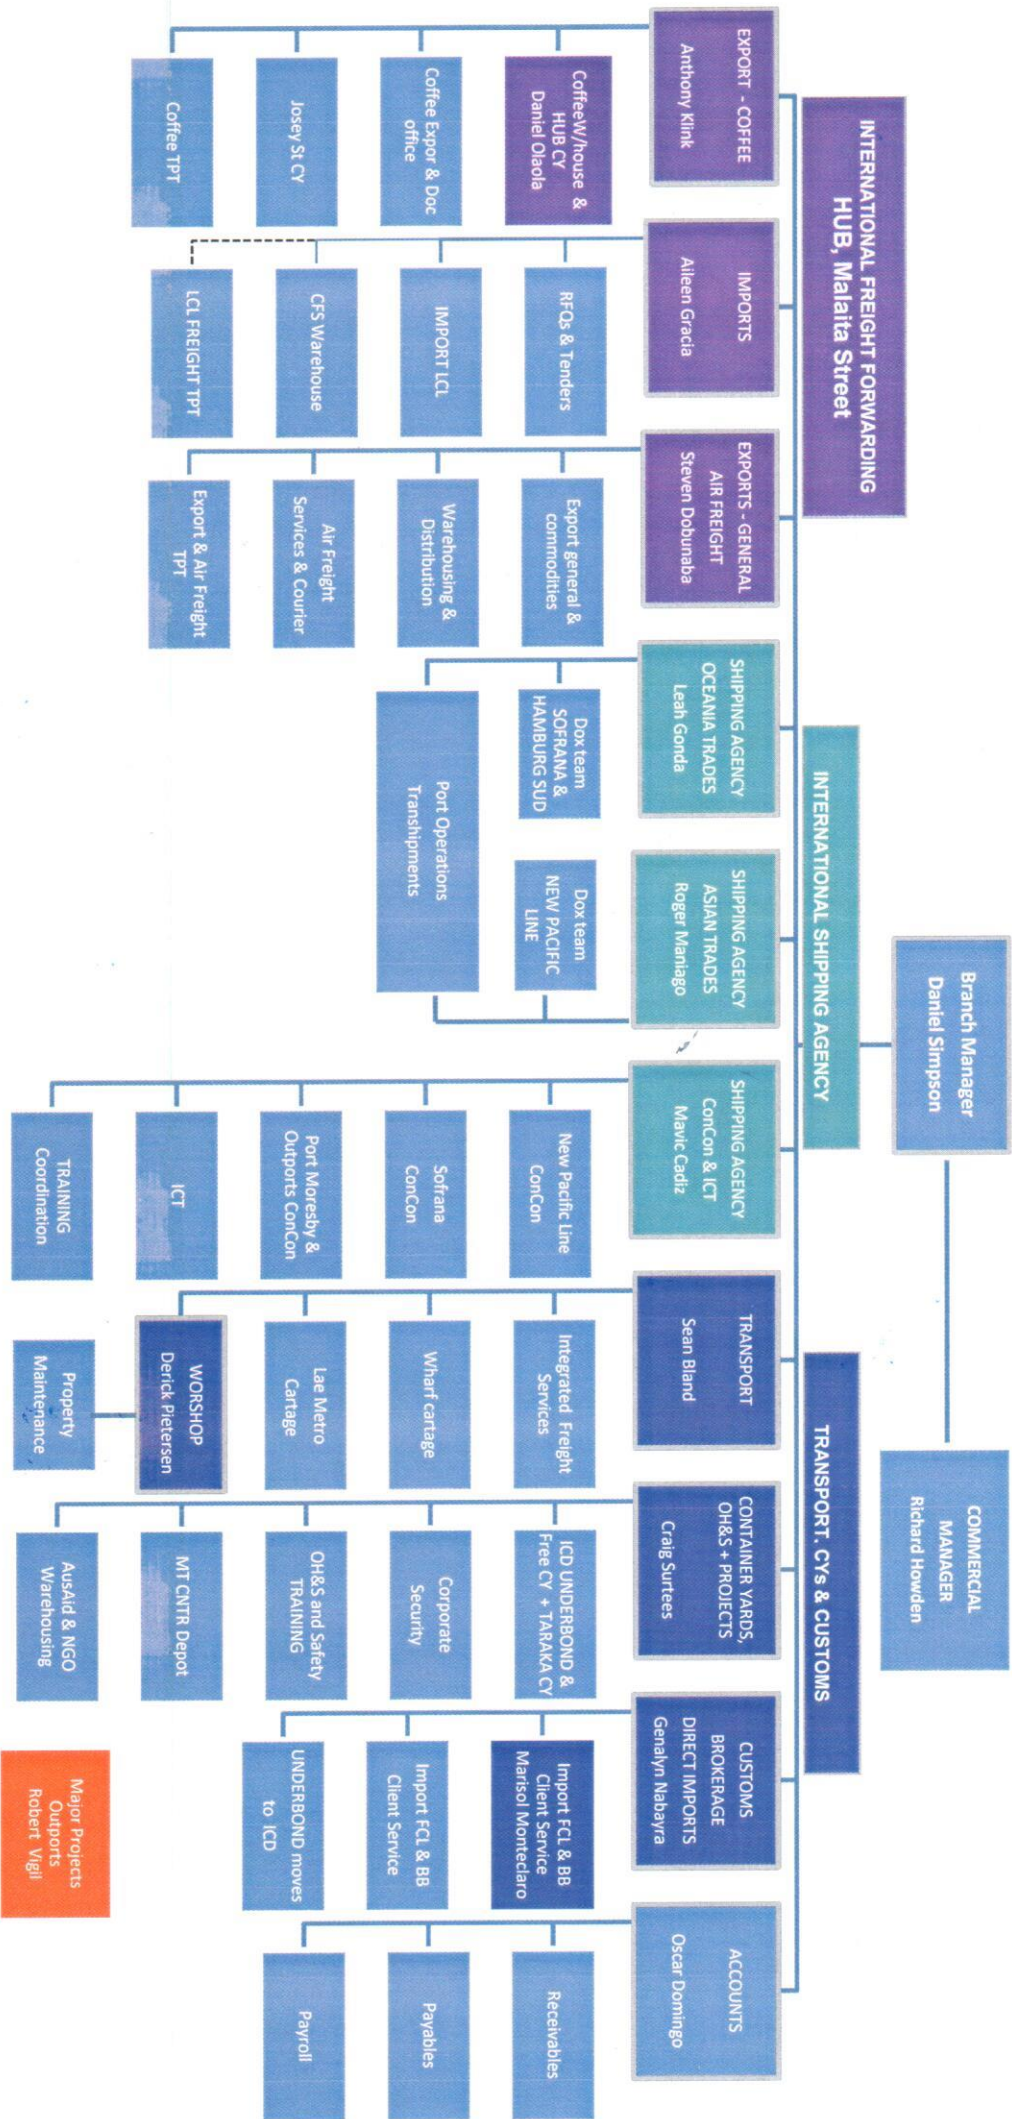 Branch Manager
Daniel Simpson
COMMERCIAL
MANAGER
Richard Howden
INTERNATIONAL FREIGHT FORWARDING
HUB, Malaita Street
INTERNATIONAL SHIPPING AGENCY
TRANSPORT. CYs & CUSTOMS
EXPORT - COFFEE
Anthony Klink
CoffeeW/house &
HUB CY
Daniel Olaola
Coffee Expor & Doc
office
Josey St CY
Coffee TPT
IMPORTS
Aileen Gracia
RFQs & Tenders
IMPORT LCL
CFS Warehouse
LCL FREIGHT TPT
EXPORTS - GENERAL
AIR FREIGHT
Steven Dobunaba
Export general &
commodities
Warehousing &
Distribution
Air Freight
Services & Courier
Export & Air Freight
TPT
SHIPPING AGENCY
OCEANIA TRADES
Leah Gonda
Dox team
SOFRANA &
HAMBURG SUD
Port Operations
Transhipments
SHIPPING AGENCY
ASIAN TRADES
Roger Maniago
Dox team
NEW PACIFIC
LINE
SHIPPING AGENCY
ConCon & ICT
Mavic Cadiz
New Pacific Line
ConCon
Sofrana
ConCon
Port Moresby &
Outports ConCon
ICT
TRAINING
Coordination
TRANSPORT
Sean Bland
Integrated Freight
Services
Wharf cartage
Lae Metro
Cartage
WORSHOP
Derick Pietersen
Property
Maintenance
CONTAINER YARDS,
OH&S + PROJECTS
Craig Surtees
ICD UNDERBOND &
Free CY + TARAKA CY
Corporate
Security
OH&S and Safety
TRAINING
MT CNTR Depot
AusAid & NGO
Warehousing
CUSTOMS
BROKERAGE
DIRECT IMPORTS
Genalyn Nabayra
Import FCL & BB
Client Service
Marisol Monteclaro
Import FCL & BB
Client Service
UNDERBOND moves
to ICD
ACCOUNTS
Oscar Domingo
Receivables
Payables
Payroll
Major Projects
Outports
Robert Vigil